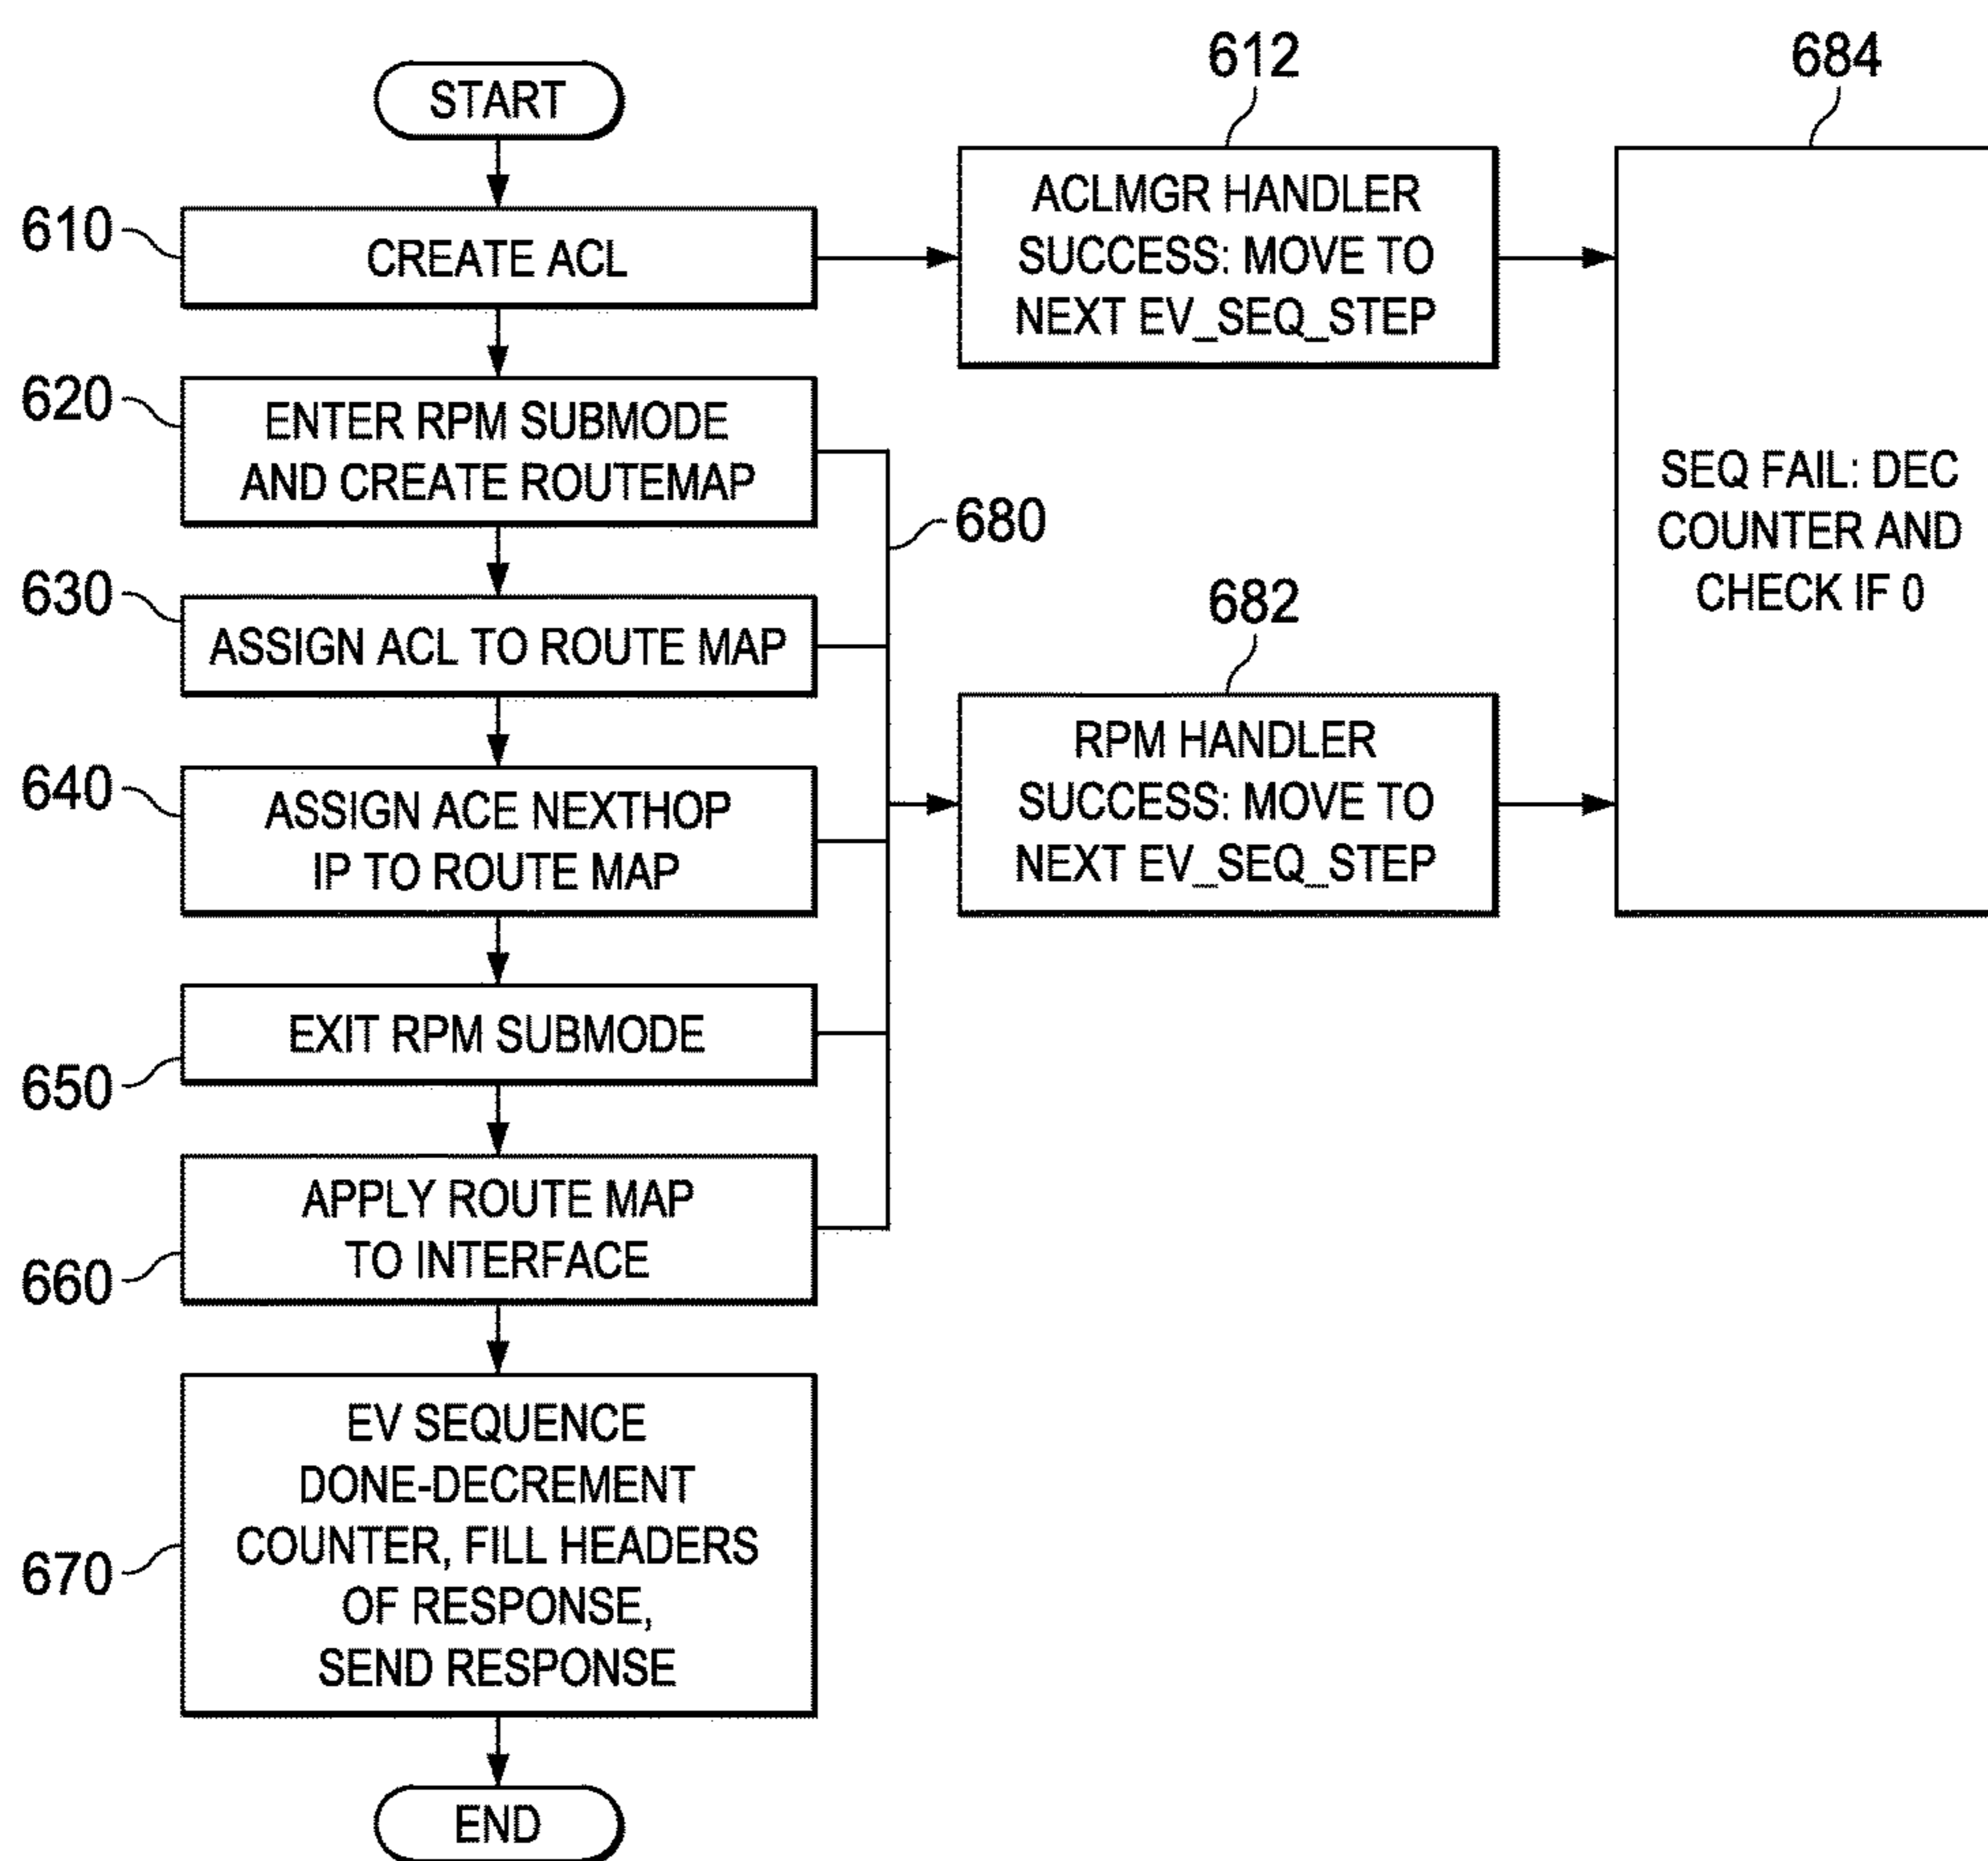 START
610
CREATE ACL
612
ACLMGR HANDLER
SUCCESS: MOVE TO
NEXT EV_SEQ_STEP
684
SEQ FAIL: DEC
COUNTER AND
CHECK IF 0
620
ENTER RPM SUBMODE
AND CREATE ROUTEMAP
680
630
ASSIGN ACL TO ROUTE MAP
682
RPM HANDLER
SUCCESS: MOVE TO
NEXT EV_SEQ_STEP
640
ASSIGN ACE NEXTHOP
IP TO ROUTE MAP
650
EXIT RPM SUBMODE
660
APPLY ROUTE MAP
TO INTERFACE
670
EV SEQUENCE
DONE-DECREMENT
COUNTER, FILL HEADERS
OF RESPONSE,
SEND RESPONSE
END